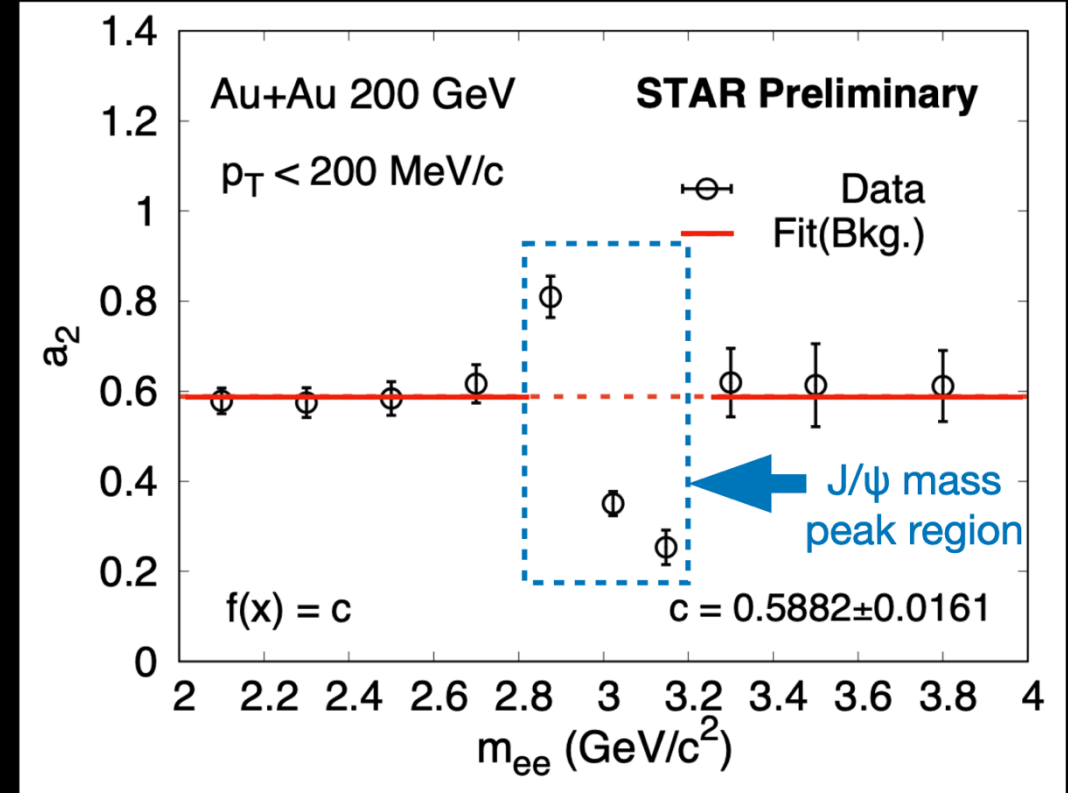 1.4
1.2
1
0.8
0.6
0.4
0.2
0
a₂
Au+Au 200 GeV
STAR Preliminary
p_T < 200 MeV/c
Data
Fit(Bkg.)
J/ψ mass
peak region
f(x) = c
c = 0.5882±0.0161
2 2.2 2.4 2.6 2.8 3 3.2 3.4 3.6 3.8 4
m_ee (GeV/c²)